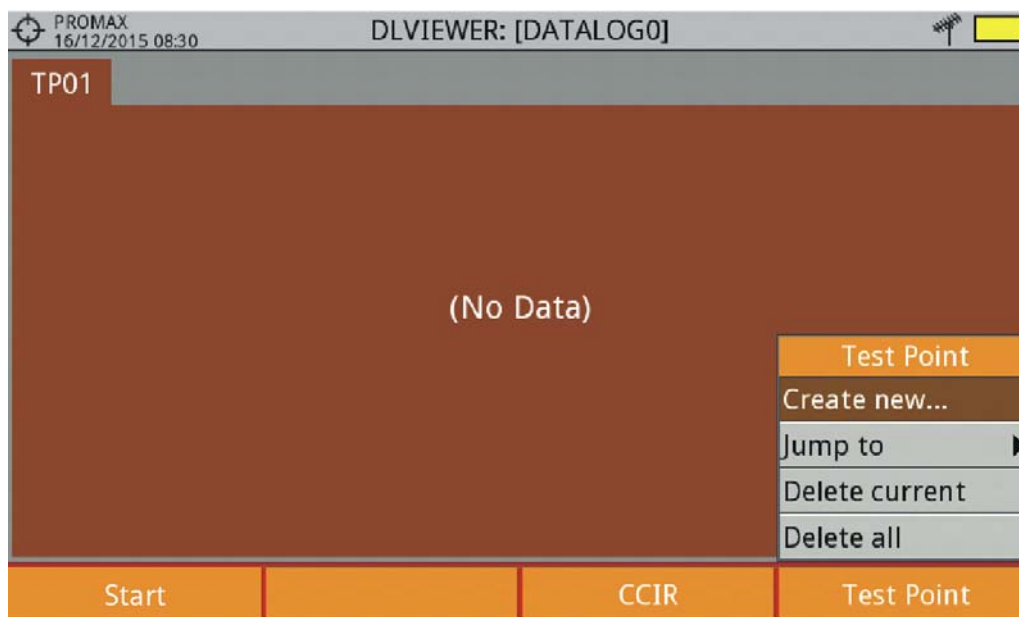 PROMAX
16/12/2015 08:30
DLVIEWER: [DATALOG0]
TP01
(No Data)
Test Point
Create new...
Jump to
Delete current
Delete all
Start
CCIR
Test Point